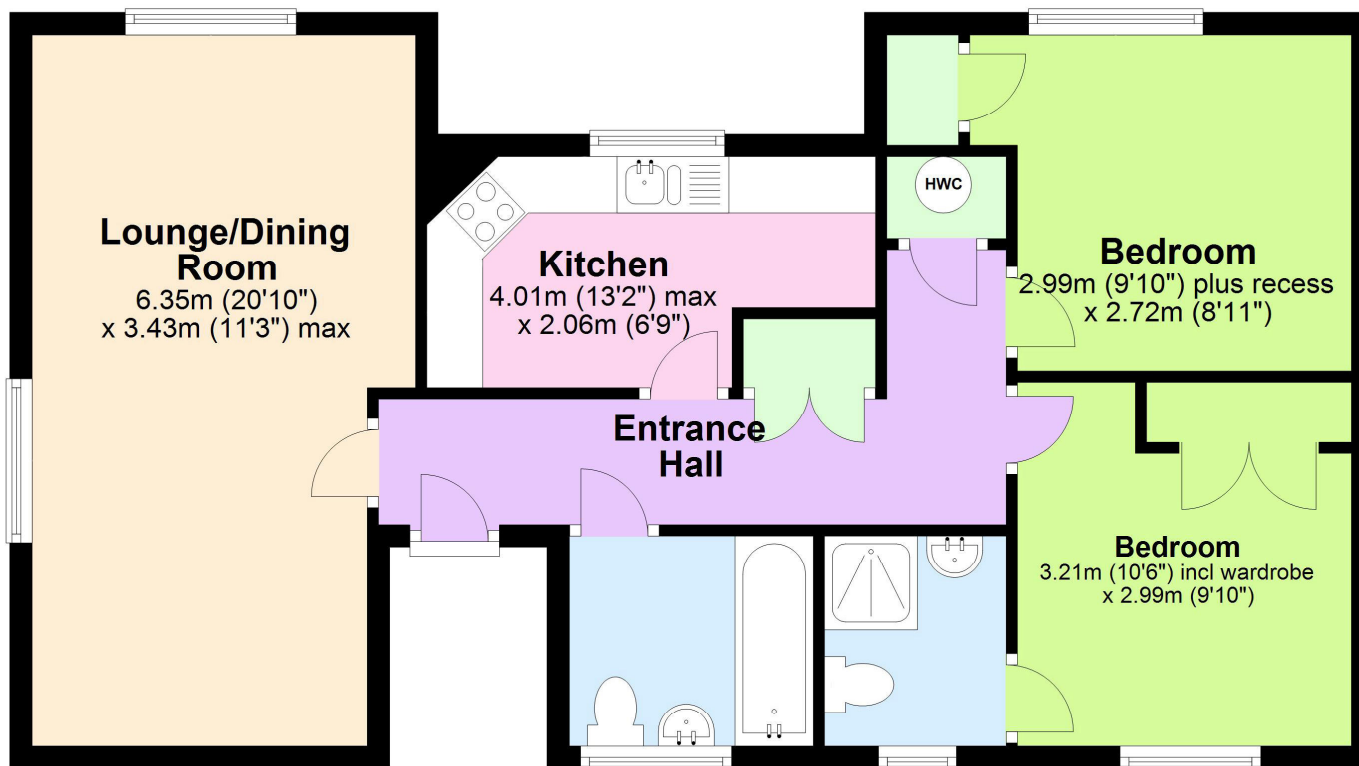 Lounge/Dining
Room
6.35m (20'10")
x 3.43m (11'3") max
Kitchen
4.01m (13'2") max
x 2.06m (6'9")
HWC
Bedroom
2.99m (9'10") plus recess
x 2.72m (8'11")
Entrance
Hall
Bedroom
3.21m (10'6") incl wardrobe
x 2.99m (9'10")